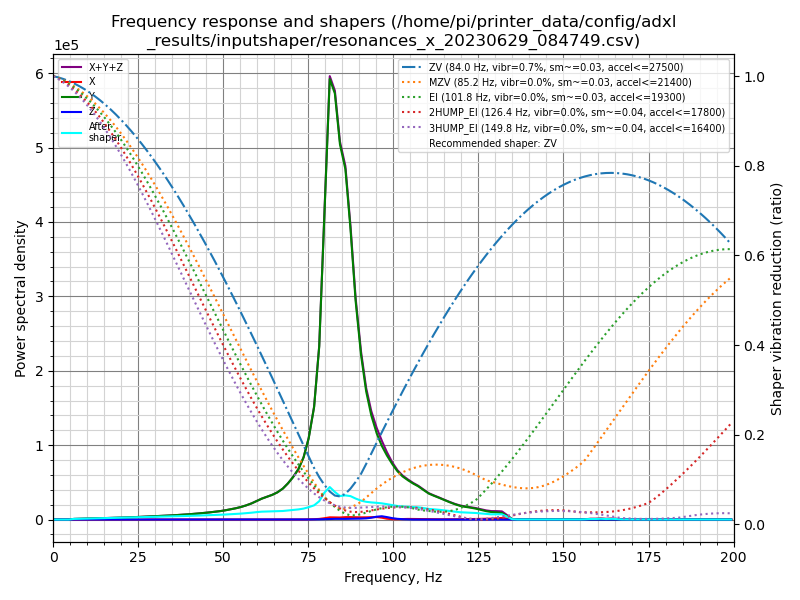 Frequency response and shapers (/home/pi/printer_data/config/adxl
_results/inputshaper/resonances_x_20230629_084749.csv)
1e5
X+Y+Z
X
Y
Z
After
shaper
ZV (84.0 Hz, vibr=0.7%, sm~=0.03, accel<=27500)
MZV (85.2 Hz, vibr=0.0%, sm~=0.03, accel<=21400)
EI (101.8 Hz, vibr=0.0%, sm~=0.03, accel<=19300)
2HUMP_EI (126.4 Hz, vibr=0.0%, sm~=0.04, accel<=17800)
3HUMP_EI (149.8 Hz, vibr=0.0%, sm~=0.04, accel<=16400)
Recommended shaper: ZV
Power spectral density
6
5
4
3
2
1
0
1.0
0.8
0.6
0.4
0.2
0.0
Shaper vibration reduction (ratio)
0 25 50 75 100 125 150 175 200
Frequency, Hz